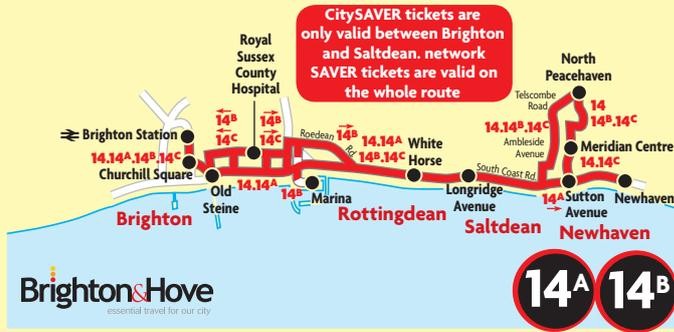 CitySAVER tickets are
only valid between Brighton
and Saltdean. network
SAVER tickets are valid on
the whole route
Royal
Sussex
County
Hospital
North
Peacehaven
Telscombe
Road
14
14B.14C
14.14B.14C
Ambleside
Avenue
Meridian Centre
14.14C
14B
14B
14C
14C
Brighton Station
14.14A.14B.14C
Churchill Square
Roedean
Rd
14B
14.14A
14B.14C
White
Horse
South Coast Rd
Old
Steine
14.14A
14B
Marina
Longridge
Avenue
14A
Sutton
Avenue
Newhaven
Brighton
Rottingdean
Saltdean
Newhaven
Brighton&Hove
essential travel for our city
14A
14B